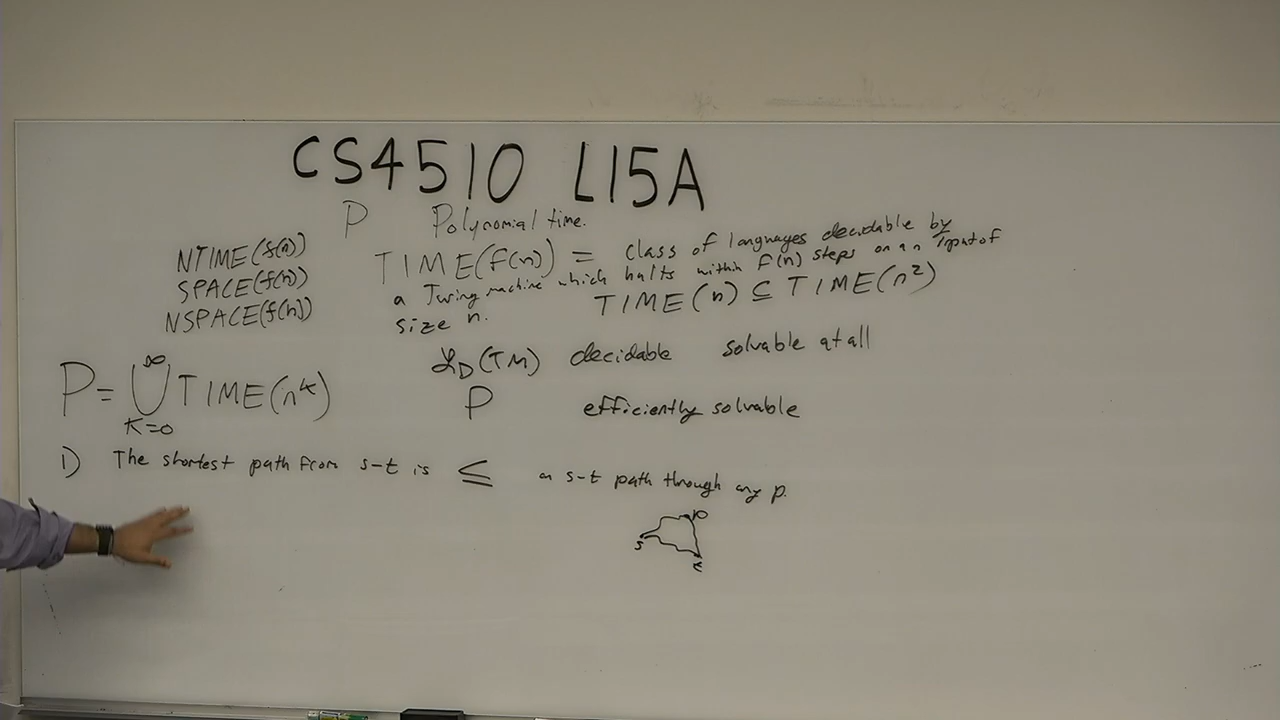 CS4510 L15A
P Polynomial time.
NTIME(f(n))
SPACE(f(n))
NSPACE(f(n))
TIME(f(n)) = class of languages decidable by
a Turing machine which halts within f(n) steps on an input of
size n.
TIME(n) ⊆ TIME(n²)
ℒ_D(TM) decidable solvable at all
P efficiently solvable
P = ⋃_{K=0}^{∞} TIME(n^k)
1) The shortest path from s-t is ≤ an s-t path through any p.
s
p
t